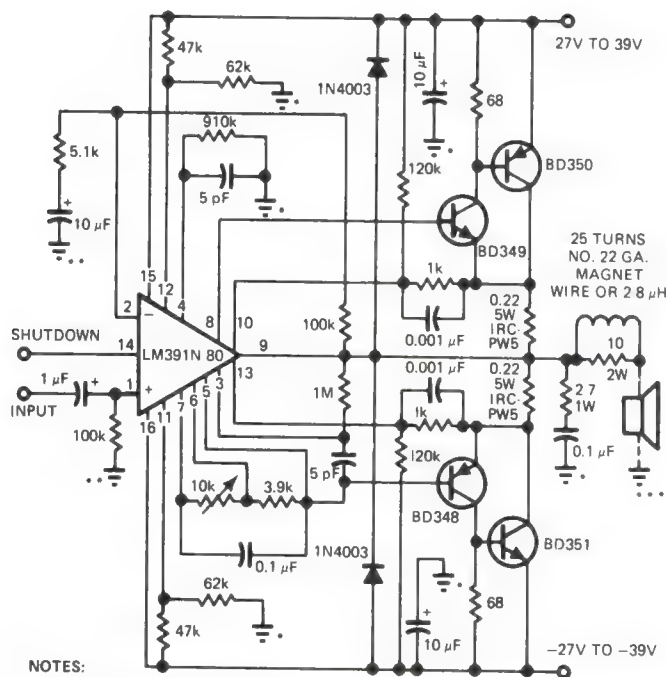 47k
27V TO 39V
62k
1N4003
10 µF
+
68
910k
5.1k
5 pF
120k
BD350
+
10 µF
BD349
25 TURNS
NO. 22 GA.
MAGNET
WIRE OR 2 8 µH
15
12
4
8
10
1k
2
−
0.22
5W
IRC-
PW5
100k
0.001 µF
SHUTDOWN
14
LM391N 80
9
10
2W
13
0.001 µF
0.22
5W
IRC-
PW5
1 µF
+
1
+
INPUT
16
11
7
6
5
3
1M
1k
2 7
1W
0.1 µF
100k
5 pF
120k
10k
3.9k
BD348
BD351
0.1 µF
1N4003
62k
+
10 µF
68
47k
−27V TO −39V
NOTES: